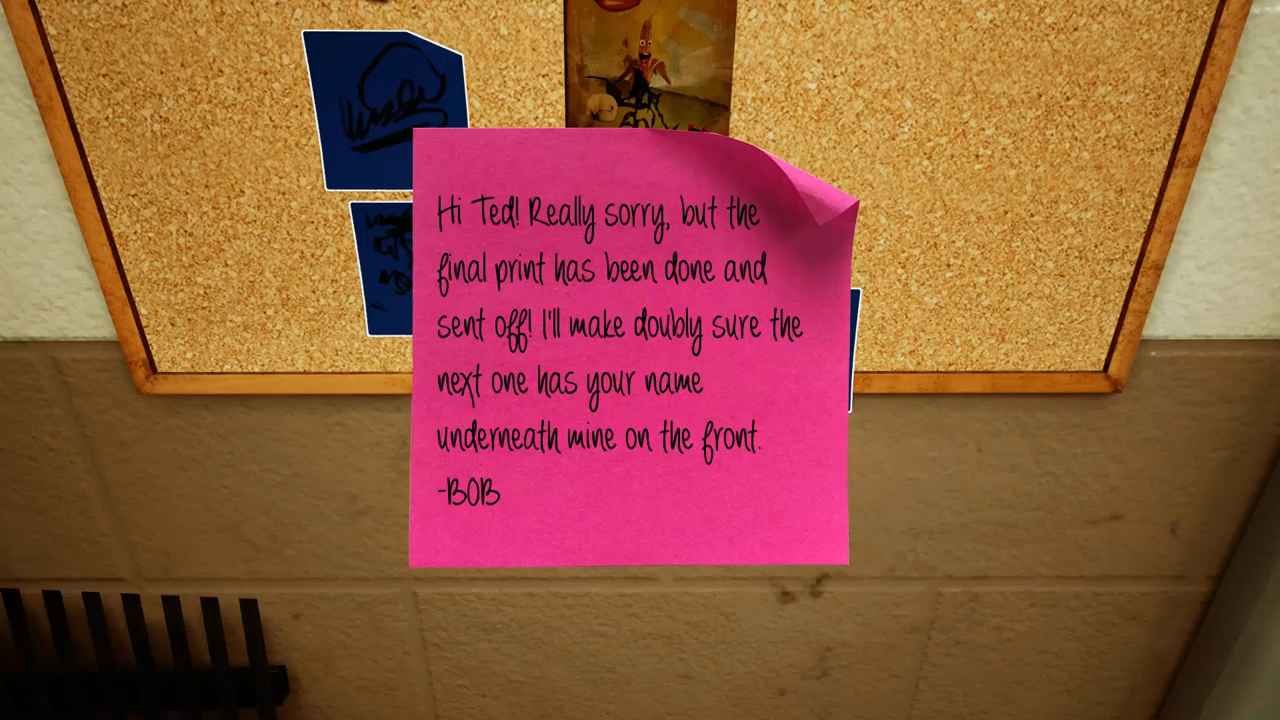 Hi Ted! Really sorry, but the
final print has been done and
sent off! I'll make doubly sure the
next one has your name
underneath mine on the front.
-BOB